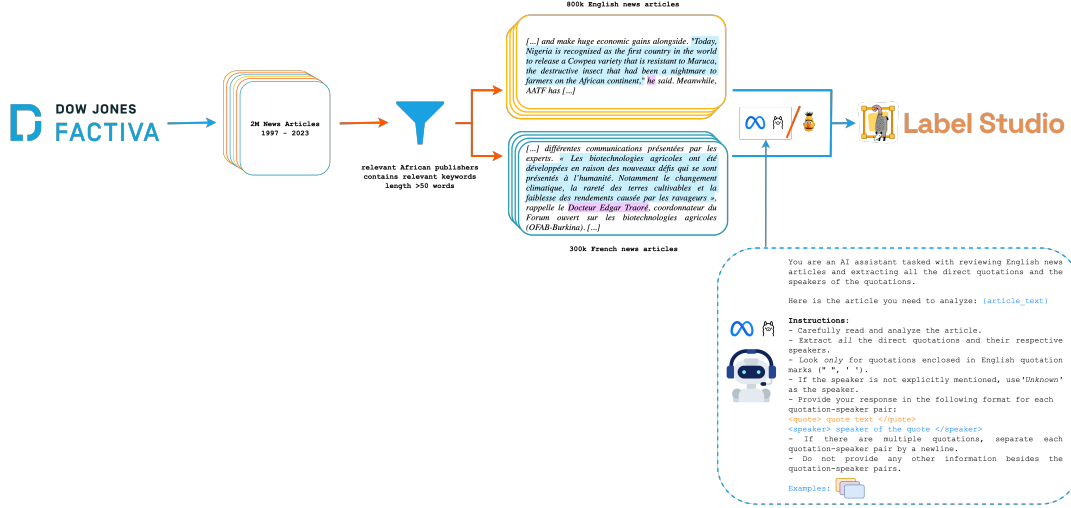 800k English news articles
[...] and make huge economic gains alongside. "Today,
Nigeria is recognised as the first country in the world
to release a Cowpea variety that is resistant to Maruca,
the destructive insect that had been a nightmare to
farmers on the African continent," he said. Meanwhile,
AATF has [...]
DOW JONES
FACTIVA
2M News Articles
1997 - 2023
relevant African publishers
contains relevant keywords
length >50 words
[...] différentes communications présentées par les
experts. « Les biotechnologies agricoles ont été
développées en raison des nouveaux défis qui se sont
présentés à l'humanité. Notamment le changement
climatique, la rareté des terres cultivables et la
faiblesse des rendements causée par les ravageurs »,
rappelle le Docteur Edgar Traoré, coordonnateur du
Forum ouvert sur les biotechnologies agricoles
(OFAB-Burkina). [...]
300k French news articles
Label Studio
You are an AI assistant tasked with reviewing English news
articles and extracting all the direct quotations and the
speakers of the quotations.
Here is the article you need to analyze: {article_text}
Instructions:
- Carefully read and analyze the article.
- Extract all the direct quotations and their respective
speakers.
- Look only for quotations enclosed in English quotation
marks (" ", ' ').
- If the speaker is not explicitly mentioned, use'Unknown'
as the speaker.
- Provide your response in the following format for each
quotation-speaker pair:
<quote> quote text </quote>
<speaker> speaker of the quote </speaker>
- If there are multiple quotations, separate each
quotation-speaker pair by a newline.
- Do not provide any other information besides the
quotation-speaker pairs.
Examples: